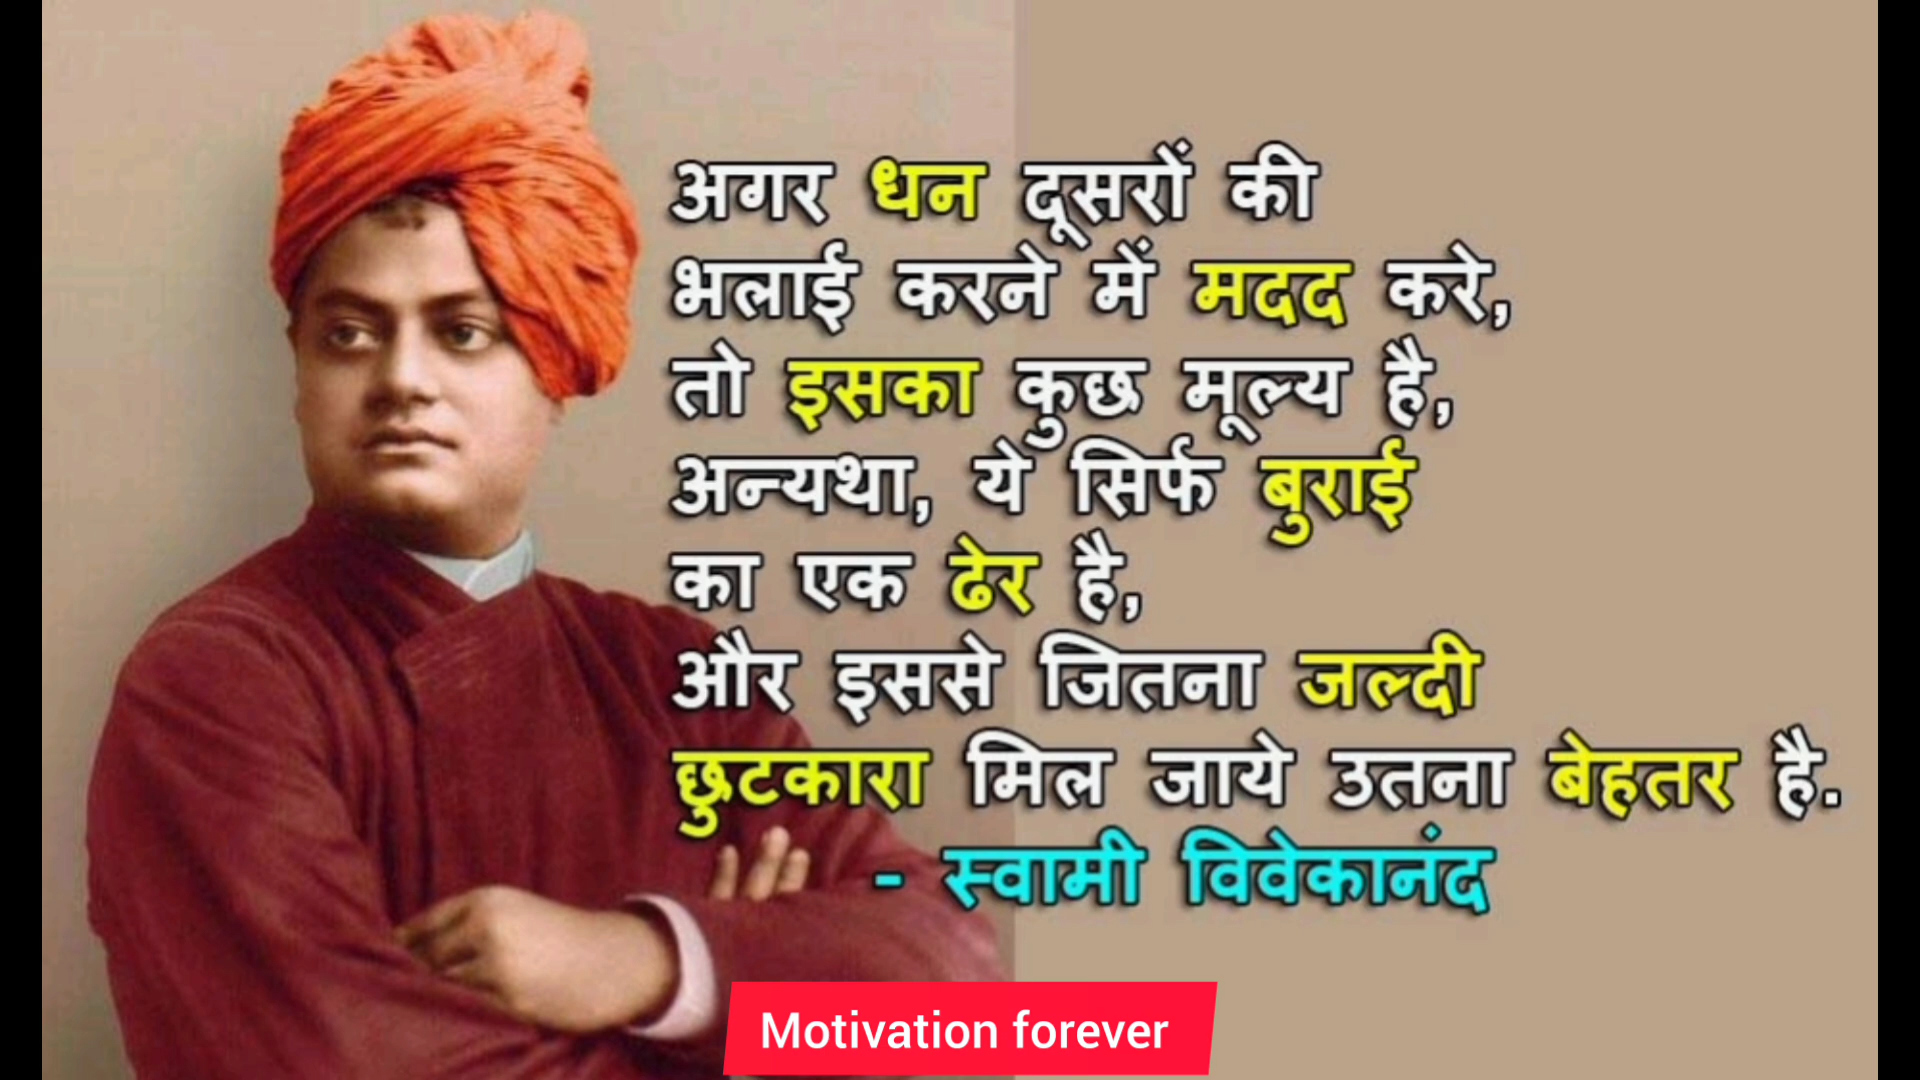 अगर धन दूसरों की
भलाई करने में मदद करे,
तो इसका कुछ मूल्य है,
अन्यथा, ये सिर्फ बुराई
का एक ढेर है,
और इससे जितना जल्दी
छुटकारा मिल जाये उतना बेहतर है.
- स्वामी विवेकानंद
Motivation forever